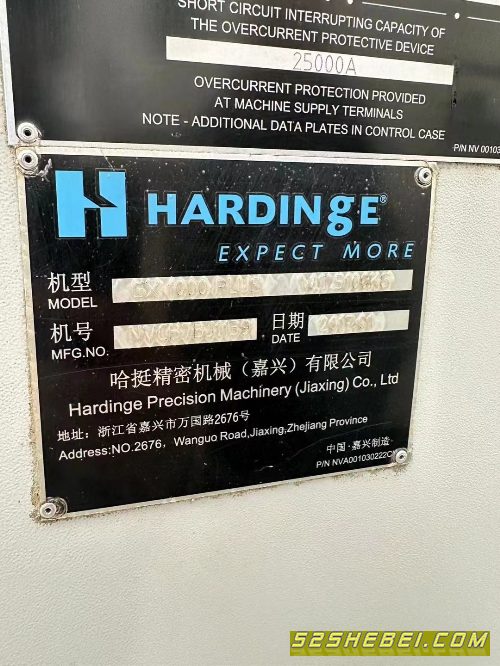 SHORT CIRCUIT INTERRUPTING CAPACITY OF
THE OVERCURRENT PROTECTIVE DEVICE
25000A
OVERCURRENT PROTECTION PROVIDED
AT MACHINE SUPPLY TERMINALS
NOTE - ADDITIONAL DATA PLATES IN CONTROL CASE
P/N NV 00103
H HARDINGE®
EXPECT MORE
机型
MODEL
机号
MFG.NO.
日期
DATE
哈挺精密机械（嘉兴）有限公司
Hardinge Precision Machinery (Jiaxing) Co., Ltd
地址: 浙江省嘉兴市万国路2676号
Address:NO.2676, Wanguo Road,Jiaxing,Zhejiang Province
中国·嘉兴制造
P/N NVA001030222C
52SHEBEI.COM